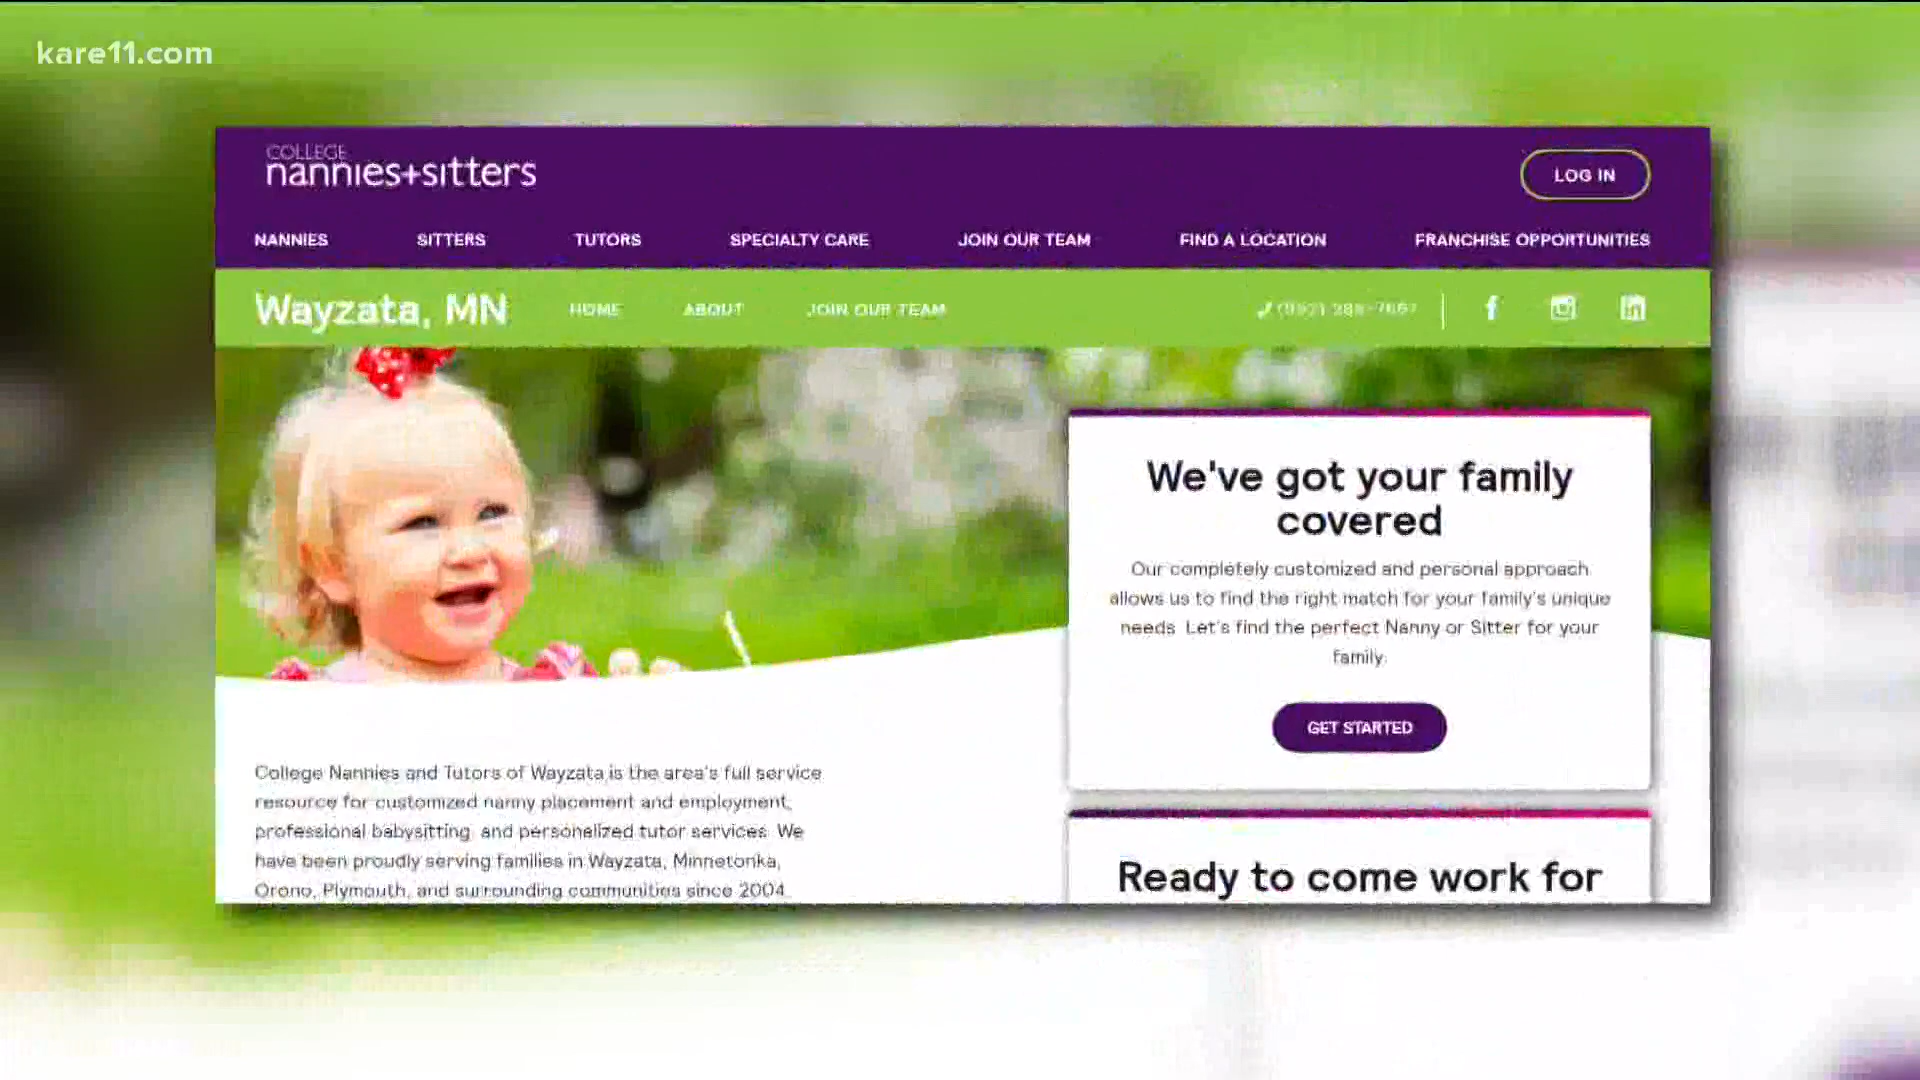 kare11.com
COLLEGE
nannies+sitters
LOG IN
NANNIES SITTERS TUTORS SPECIALTY CARE JOIN OUR TEAM FIND A LOCATION FRANCHISE OPPORTUNITIES
Wayzata, MN HOME ABOUT JOIN OUR TEAM
We've got your family
covered
Our completely customized and personal approach
allows us to find the right match for your family's unique
needs. Let's find the perfect Nanny or Sitter for your
family.
GET STARTED
College Nannies and Tutors of Wayzata is the area's full service
resource for customized nanny placement and employment,
professional babysitting, and personalized tutor services. We
have been proudly serving families in Wayzata, Minnetonka,
Orono, Plymouth, and surrounding communities since 2004.
Ready to come work for